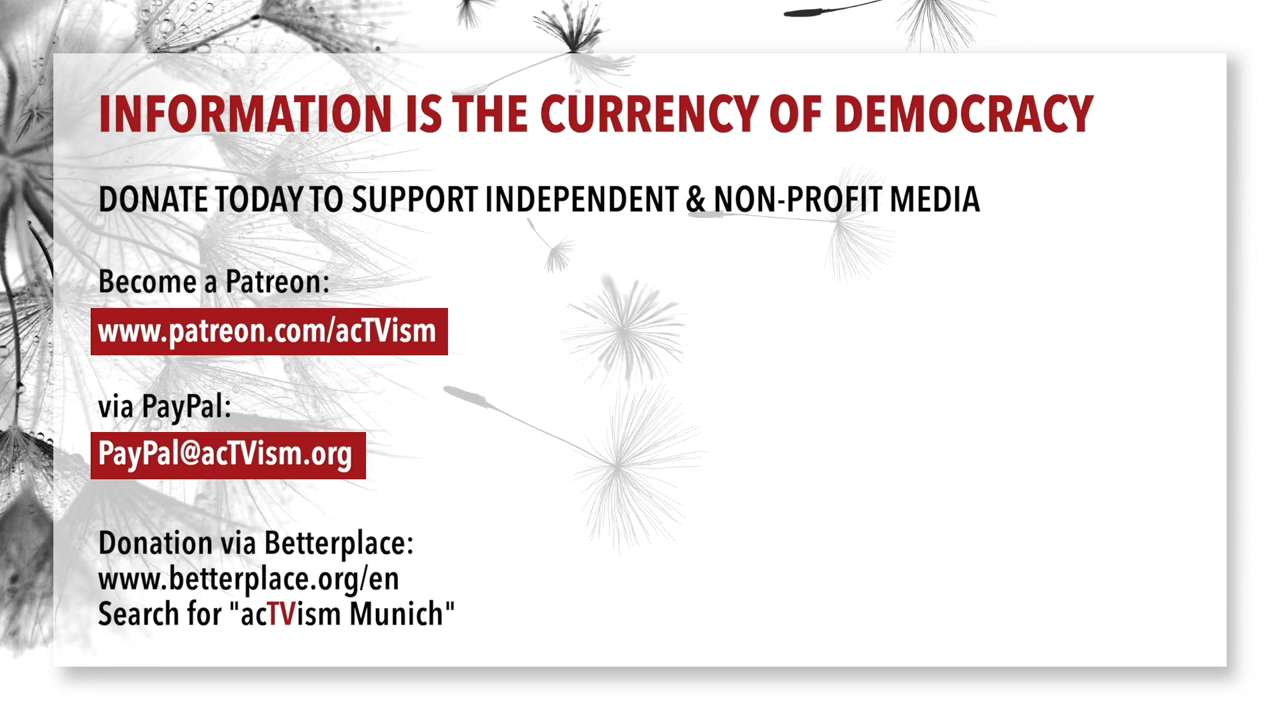 INFORMATION IS THE CURRENCY OF DEMOCRACY
DONATE TODAY TO SUPPORT INDEPENDENT & NON-PROFIT MEDIA
Become a Patreon:
www.patreon.com/acTVism
via PayPal:
PayPal@acTVism.org
Donation via Betterplace:
www.betterplace.org/en
Search for "acTVism Munich"